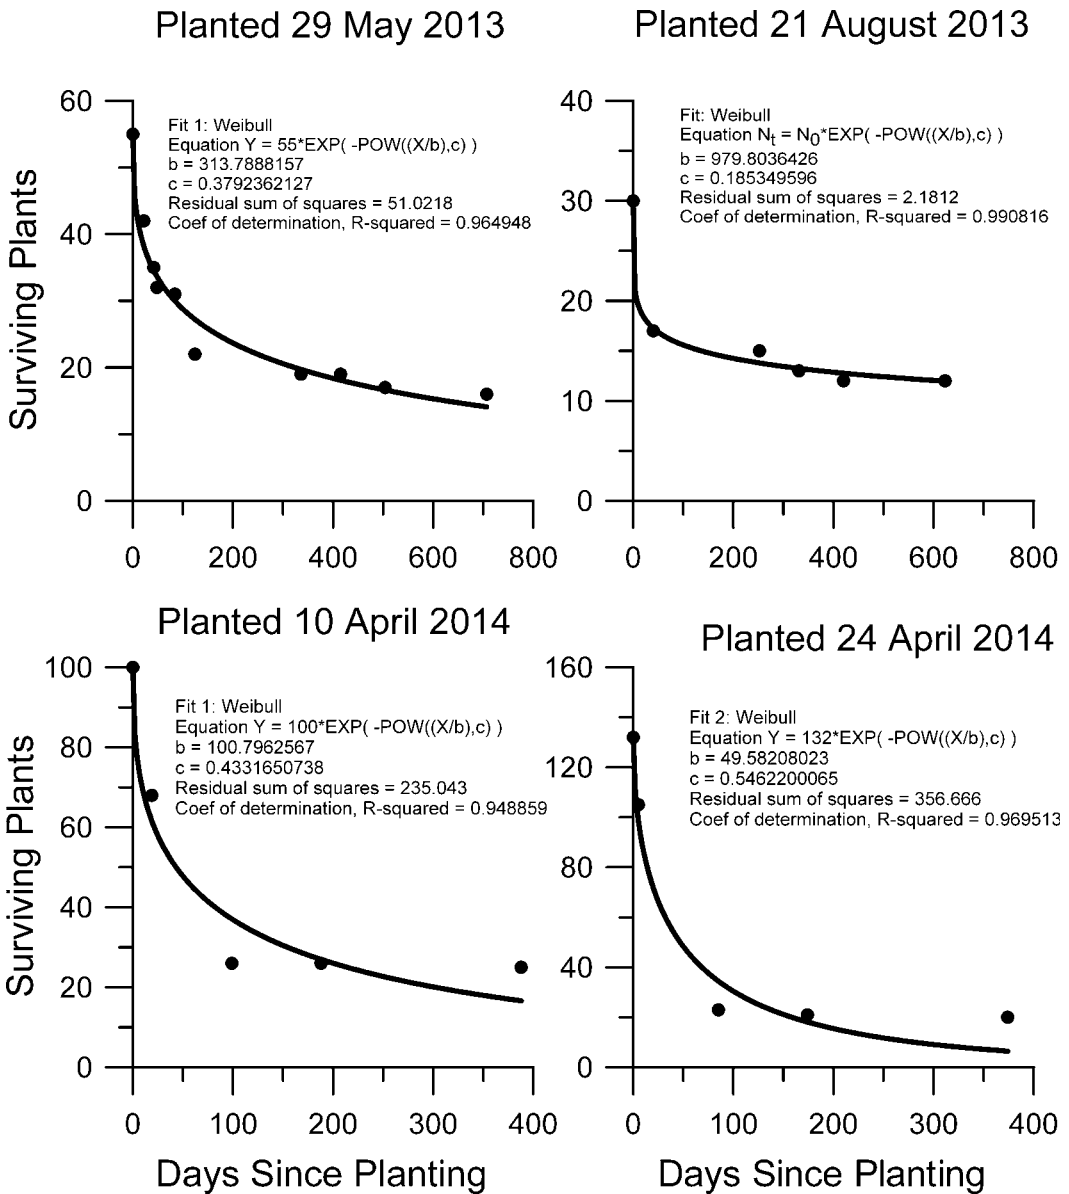 Planted 29 May 2013
Fit 1: Weibull
Equation Y = 55*EXP( -POW((X/b),c) )
b = 313.7888157
c = 0.3792362127
Residual sum of squares = 51.0218
Coef of determination, R-squared = 0.964948
60
40
20
0
0 200 400 600 800
Surviving Plants
Planted 21 August 2013
Fit: Weibull
Equation Nt = N0*EXP( -POW((X/b),c) )
b = 979.8036426
c = 0.185349596
Residual sum of squares = 2.1812
Coef of determination, R-squared = 0.990816
40
30
20
10
0
0 200 400 600 800
Planted 10 April 2014
Fit 1: Weibull
Equation Y = 100*EXP( -POW((X/b),c) )
b = 100.7962567
c = 0.4331650738
Residual sum of squares = 235.043
Coef of determination, R-squared = 0.948859
100
80
60
40
20
0
0 100 200 300 400
Surviving Plants
Days Since Planting
Planted 24 April 2014
Fit 2: Weibull
Equation Y = 132*EXP( -POW((X/b),c) )
b = 49.58208023
c = 0.5462200065
Residual sum of squares = 356.666
Coef of determination, R-squared = 0.969513
160
120
80
40
0
0 100 200 300 400
Days Since Planting